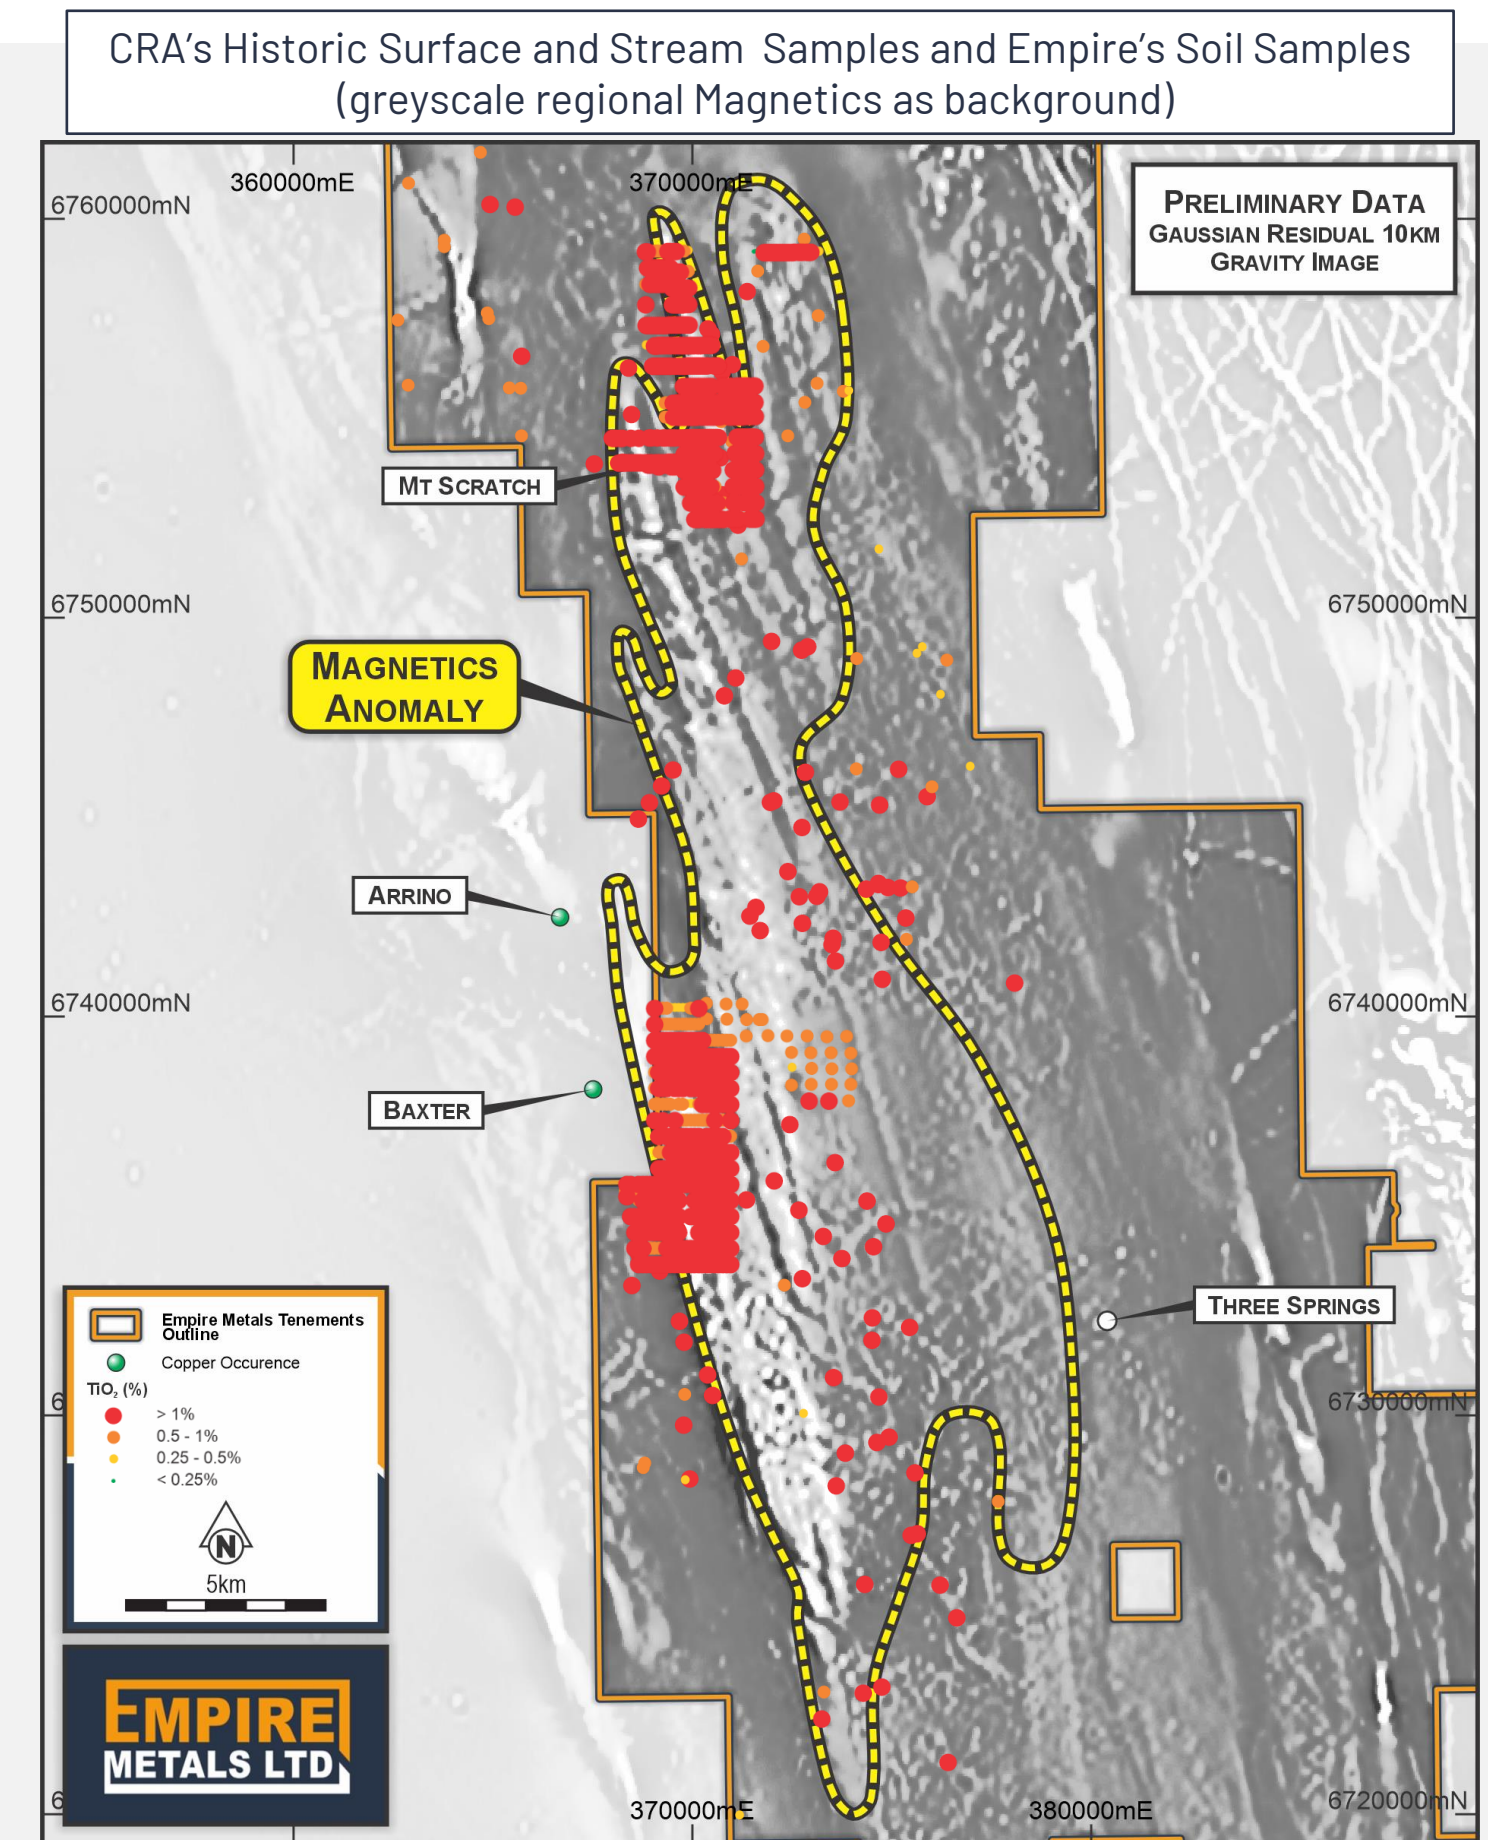 CRA's Historic Surface and Stream Samples and Empire's Soil Samples
(greyscale regional Magnetics as background)
360000mE
370000mE
6760000mN
PRELIMINARY DATA
GAUSSIAN RESIDUAL 10KM
GRAVITY IMAGE
MT SCRATCH
6750000mN
6750000mN
MAGNETICS
ANOMALY
ARRINO
6740000mN
6740000mN
BAXTER
THREE SPRINGS
Empire Metals Tenements
Outline
Copper Occurence
TiO₂ (%)
> 1%
0.5 - 1%
0.25 - 0.5%
< 0.25%
N
5km
6
6730000mN
EMPIRE
METALS LTD
6
370000mE
380000mE
6720000mN